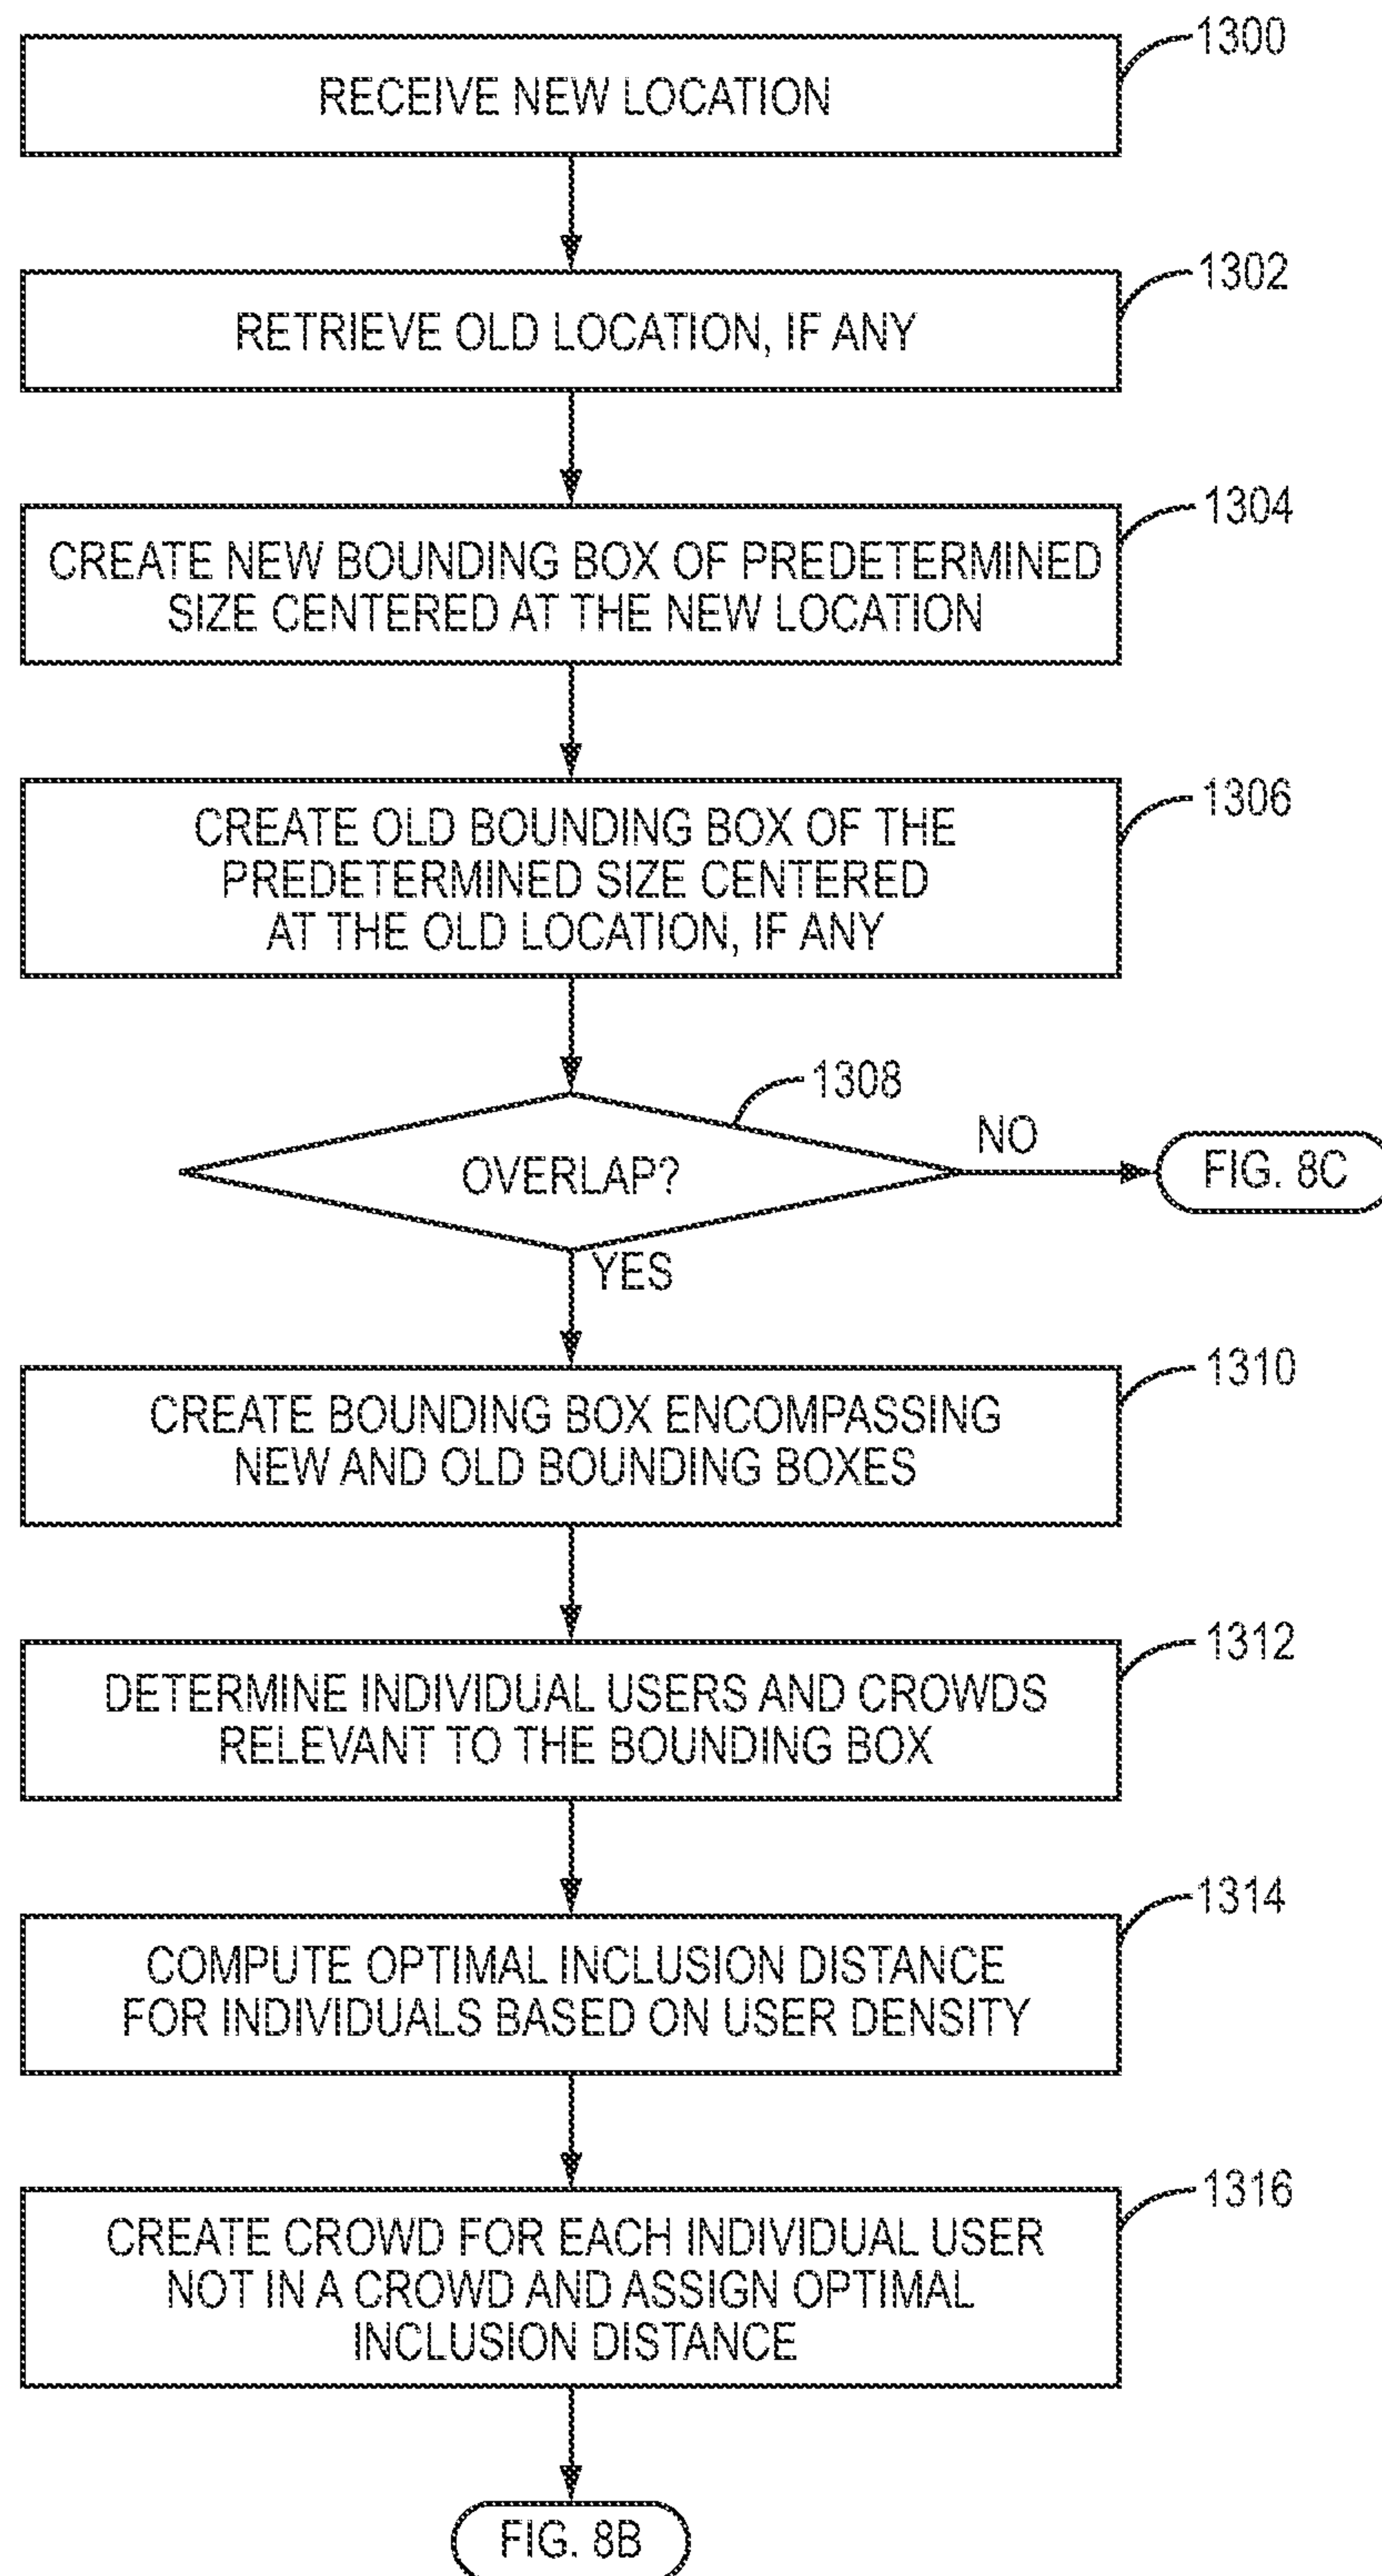 1300
RECEIVE NEW LOCATION
1302
RETRIEVE OLD LOCATION, IF ANY
1304
CREATE NEW BOUNDING BOX OF PREDETERMINED
SIZE CENTERED AT THE NEW LOCATION
1306
CREATE OLD BOUNDING BOX OF THE
PREDETERMINED SIZE CENTERED
AT THE OLD LOCATION, IF ANY
1308
OVERLAP?
NO
FIG. 8C
YES
1310
CREATE BOUNDING BOX ENCOMPASSING
NEW AND OLD BOUNDING BOXES
1312
DETERMINE INDIVIDUAL USERS AND CROWDS
RELEVANT TO THE BOUNDING BOX
1314
COMPUTE OPTIMAL INCLUSION DISTANCE
FOR INDIVIDUALS BASED ON USER DENSITY
1316
CREATE CROWD FOR EACH INDIVIDUAL USER
NOT IN A CROWD AND ASSIGN OPTIMAL
INCLUSION DISTANCE
FIG. 8B